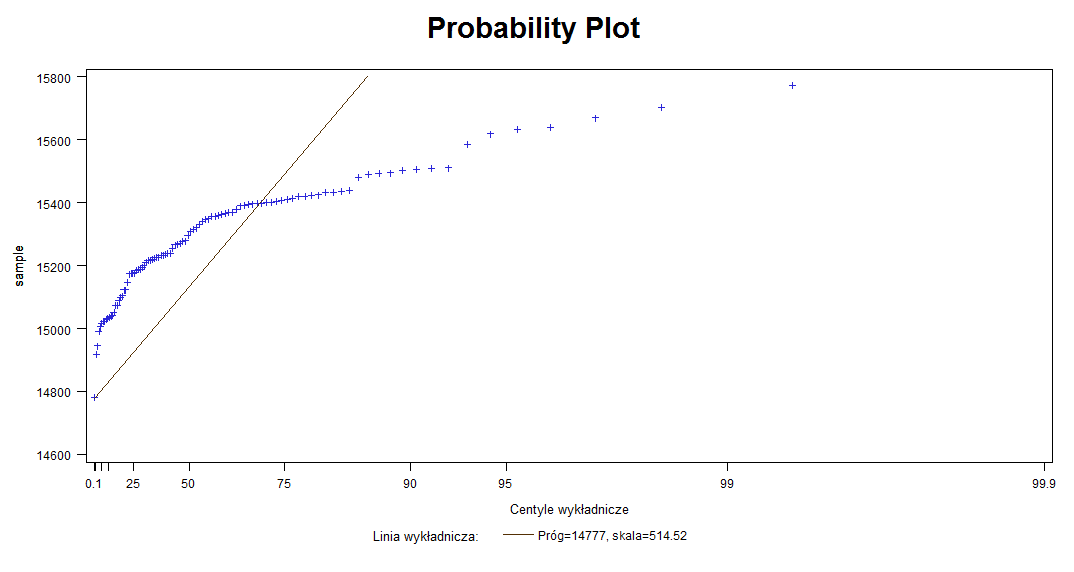 Probability Plot
15800
15600
15400
15200
15000
14800
14600
sample
0.1 25 50 75 90 95 99 99.9
Centyle wykładnicze
Linia wykładnicza: Próg=14777, skala=514.52